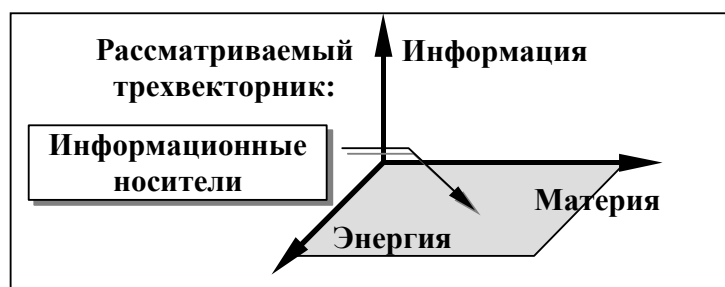 Рассматриваемый
трехвекторник:
Информация
Информационные
носители
Материя
Энергия